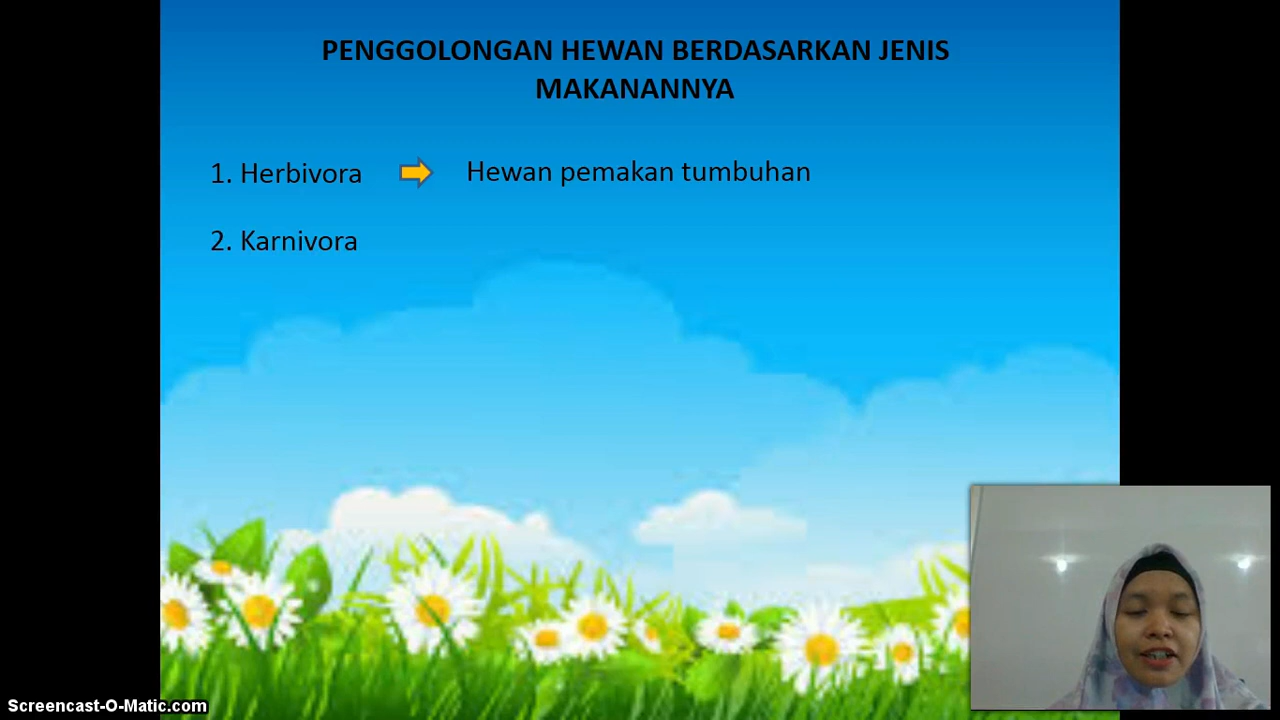 PENGGOLONGAN HEWAN BERDASARKAN JENIS
MAKANANNYA
1. Herbivora Hewan pemakan tumbuhan
2. Karnivora
Screencast-O-Matic.com